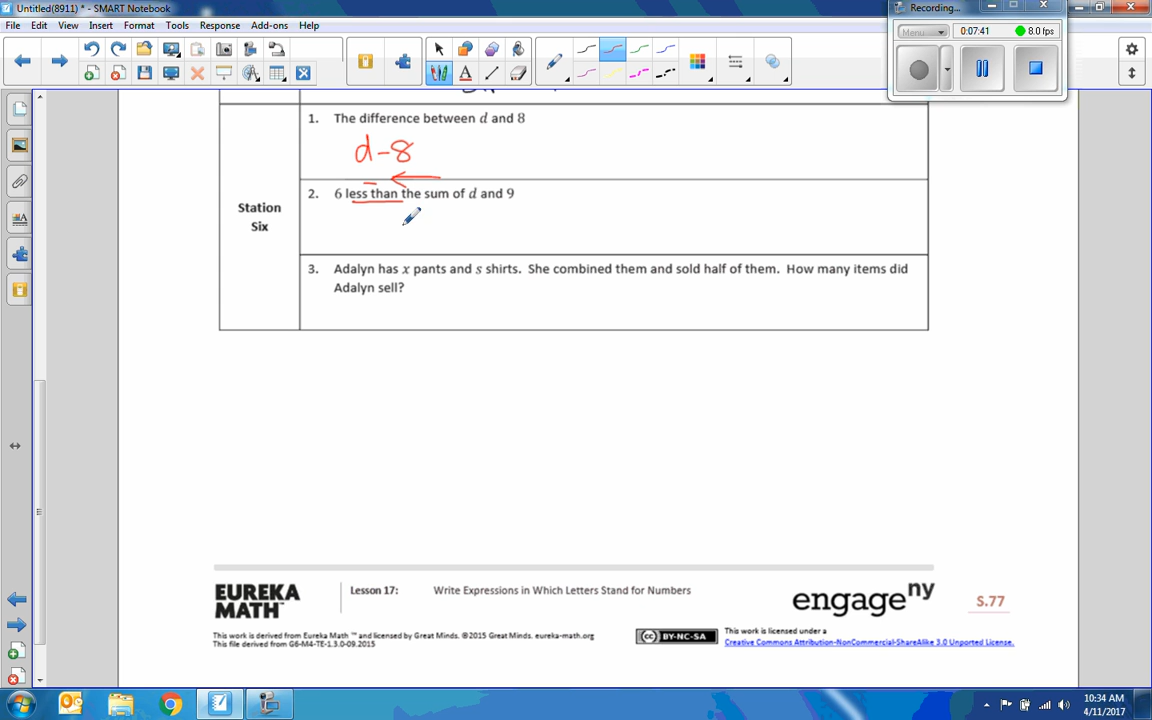 Untitled(8911) * - SMART Notebook
Recording...
File Edit View Insert Format Tools Response Add-ons Help
Menu 0:07:41 8.0 fps
1. The difference between d and 8
d-8
2. 6 less than the sum of d and 9
Station
Six
3. Adalyn has x pants and s shirts. She combined them and sold half of them. How many items did
Adalyn sell?
EUREKA
MATH™
Lesson 17: Write Expressions in Which Letters Stand for Numbers
engage ny
S.77
This work is derived from Eureka Math ™ and licensed by Great Minds. ©2015 Great Minds. eureka-math.org
This file derived from G6-M4-TE-1.3.0-09.2015
CC BY-NC-SA
This work is licensed under a
Creative Commons Attribution-NonCommercial-ShareAlike 3.0 Unported License.
10:34 AM
4/11/2017